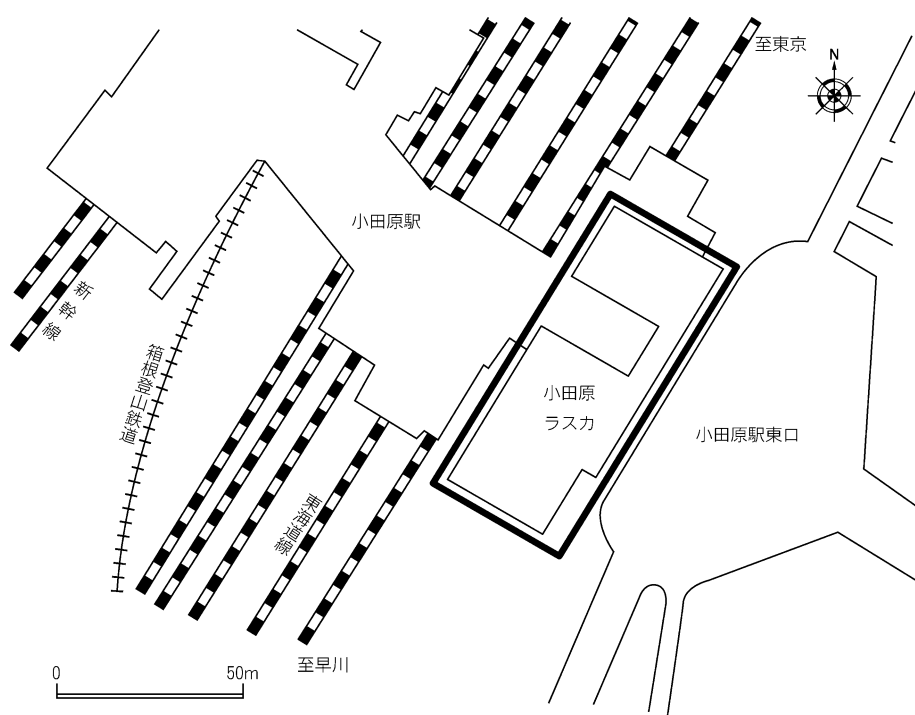 至東京
N
小田原駅
新幹線
箱根登山鉄道
小田原
ラスカ
小田原駅東口
東海道線
至早川
0 50m